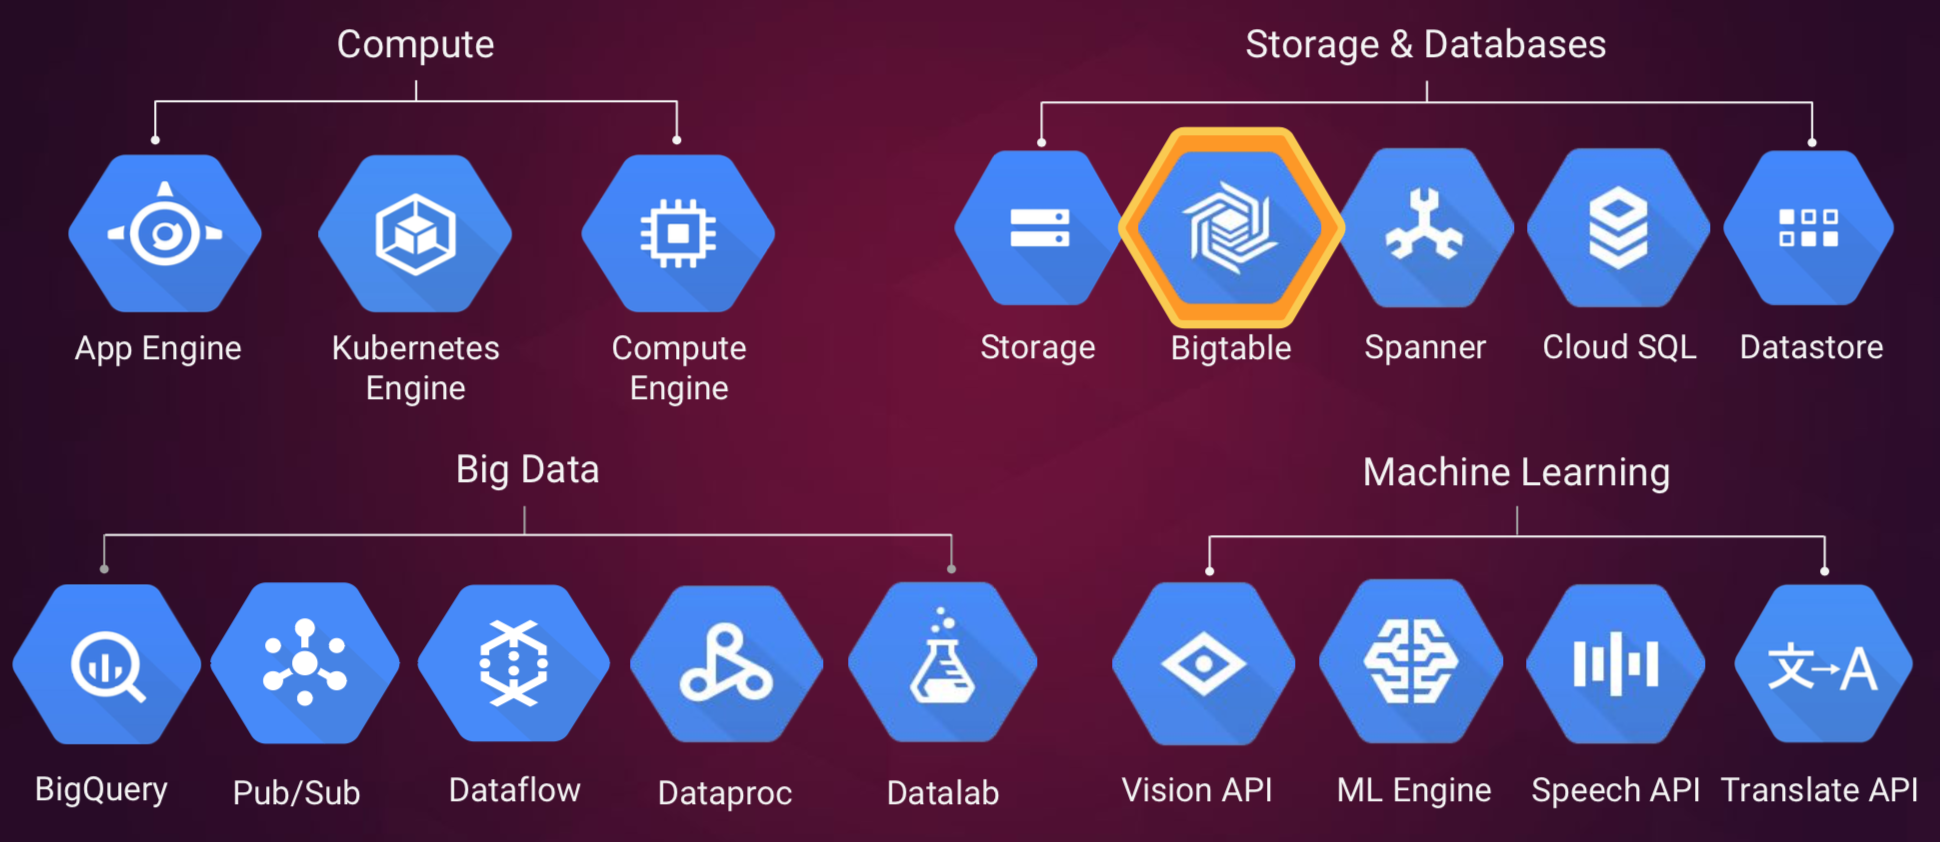 Compute
Storage & Databases
App Engine
Kubernetes
Engine
Compute
Engine
Storage
Bigtable
Spanner
Cloud SQL
Datastore
Big Data
Machine Learning
BigQuery
Pub/Sub
Dataflow
Dataproc
Datalab
Vision API
ML Engine
Speech API
Translate API
文→A